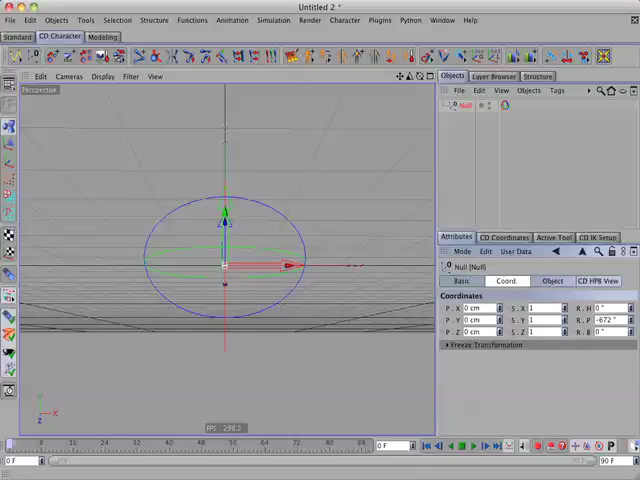 Untitled 2 *
File Edit Objects Tools Selection Structure Functions Animation Simulation Render Character Plugins Python Window Help
Standard CD Character Modeling
Edit Cameras Display Filter View
Perspective
Objects Layer Browser Structure
File Edit View Objects Tags
Null
Attributes CD Coordinates Active Tool CD IK Setup
Mode Edit User Data
Null [Null]
Basic Coord. Object CD HPB View
Coordinates
P . X 0 cm S . X 1 R . H 0 °
P . Y 0 cm S . Y 1 R . P -672 °
P . Z 0 cm S . Z 1 R . B 0 °
Freeze Transformation
Y
X
Z
FPS : 298.2
0 8 16 24 32 40 48 56 64 72 80 88 0 F
0 F 0 F 90 F